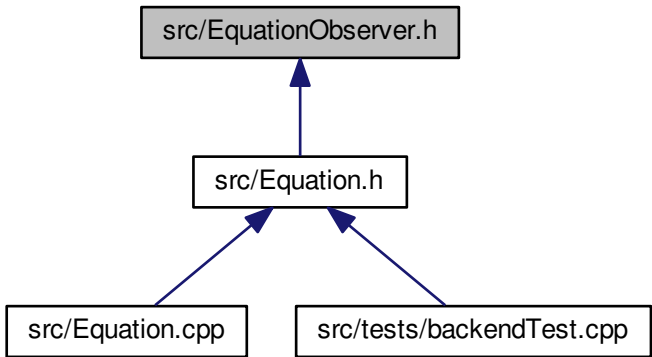 src/EquationObserver.h
src/Equation.h
src/Equation.cpp
src/tests/backendTest.cpp